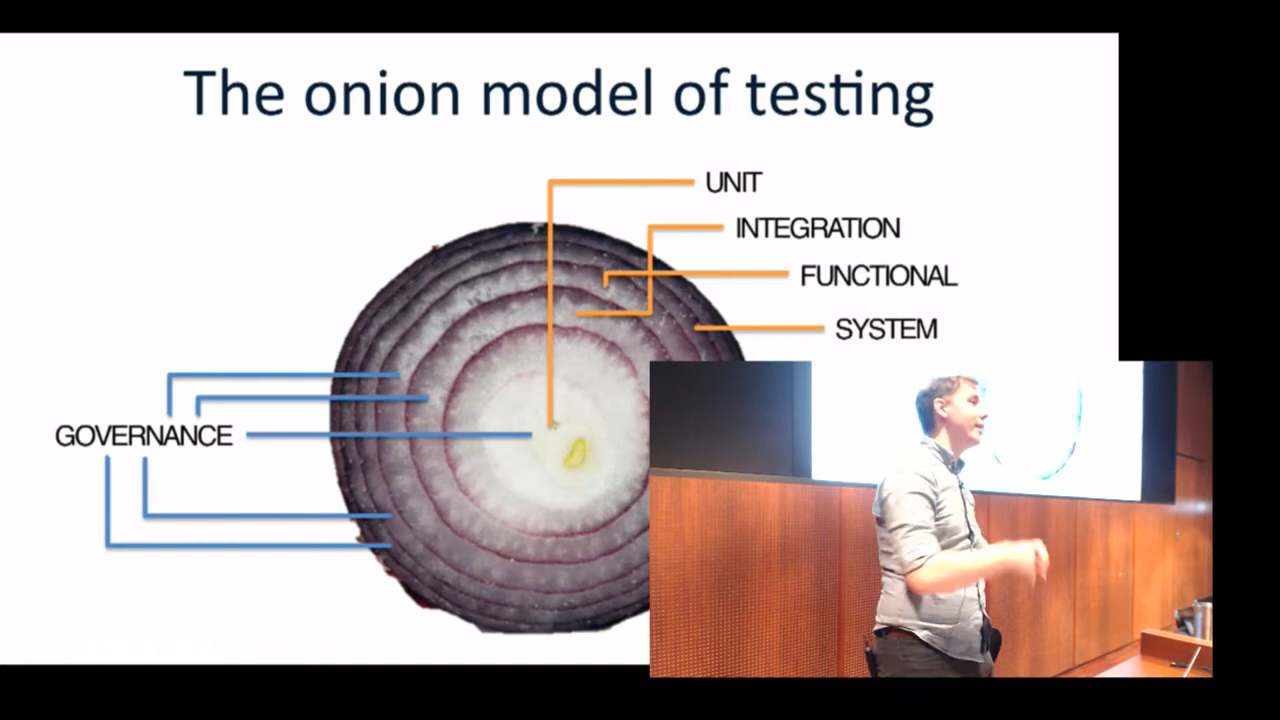 The onion model of testing
UNIT
INTEGRATION
FUNCTIONAL
SYSTEM
GOVERNANCE